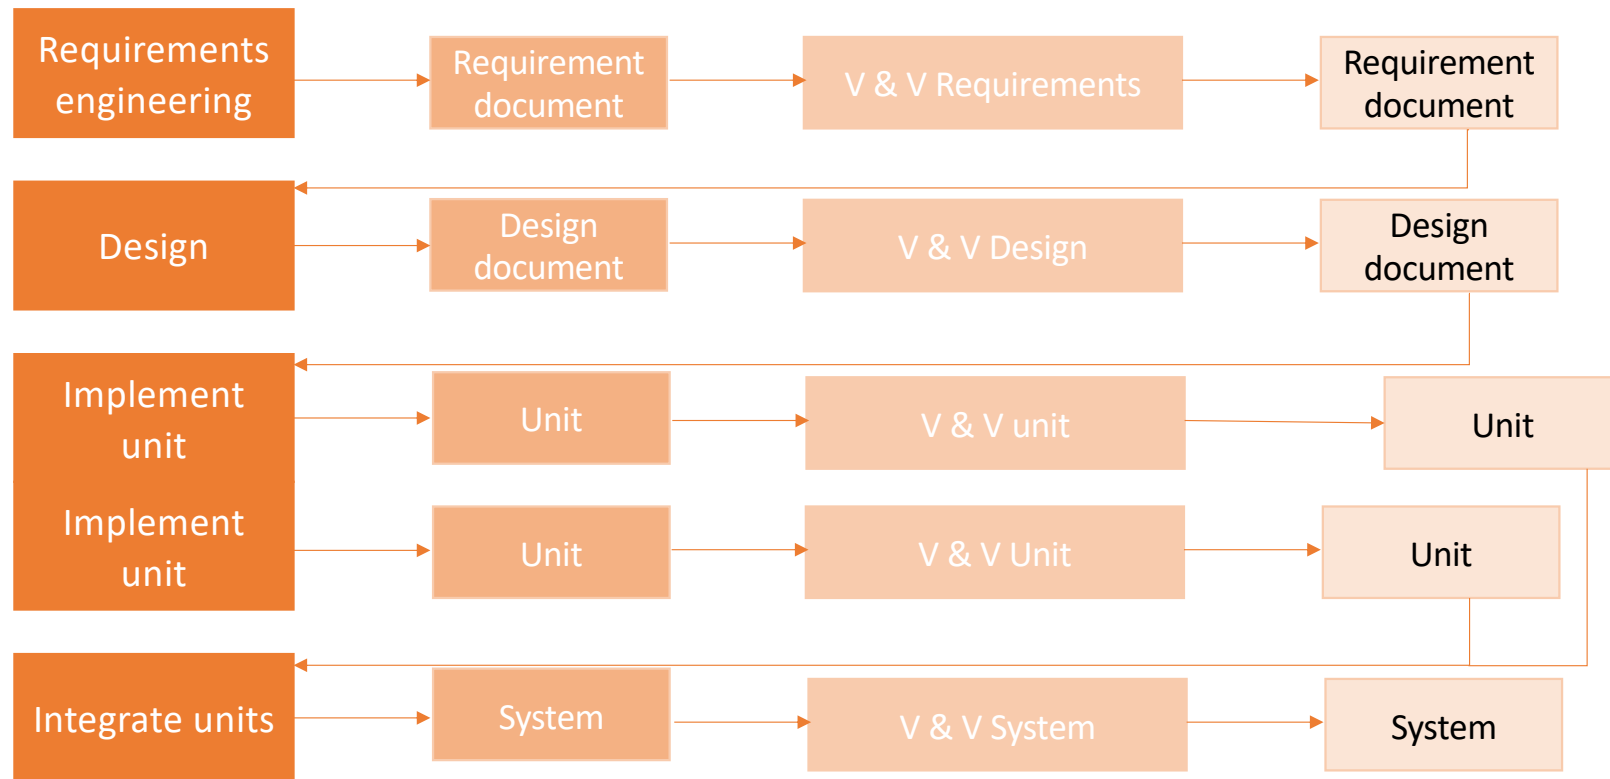 Requirements
engineering
Requirement
document
V & V Requirements
Requirement
document
Design
Design
document
V & V Design
Design
document
Implement
unit
Unit
V & V unit
Unit
Implement
unit
Unit
V & V Unit
Unit
Integrate units
System
V & V System
System